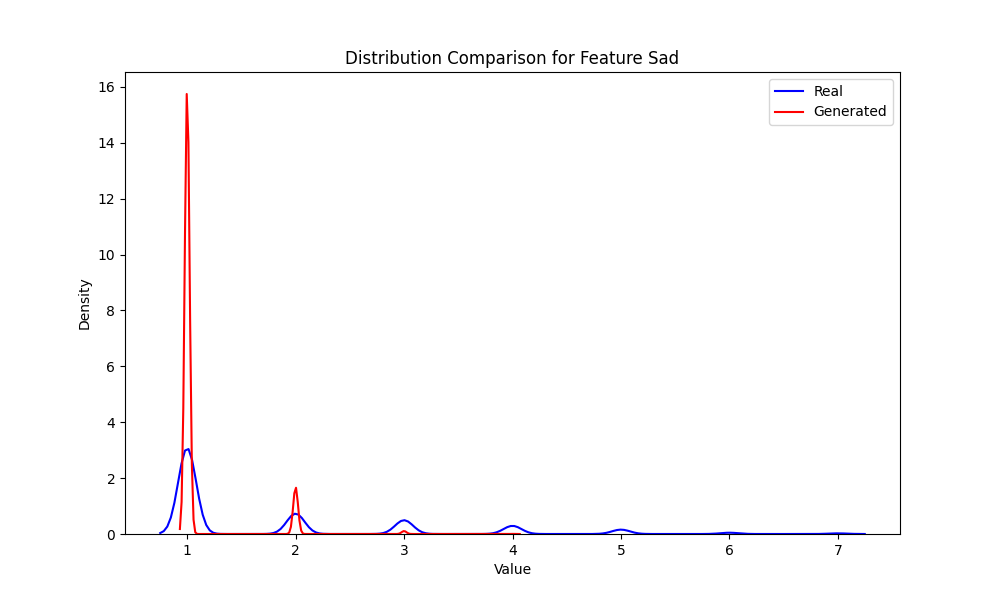 Distribution Comparison for Feature Sad
Real
Generated
Density
16
14
12
10
8
6
4
2
0
1 2 3 4 5 6 7
Value